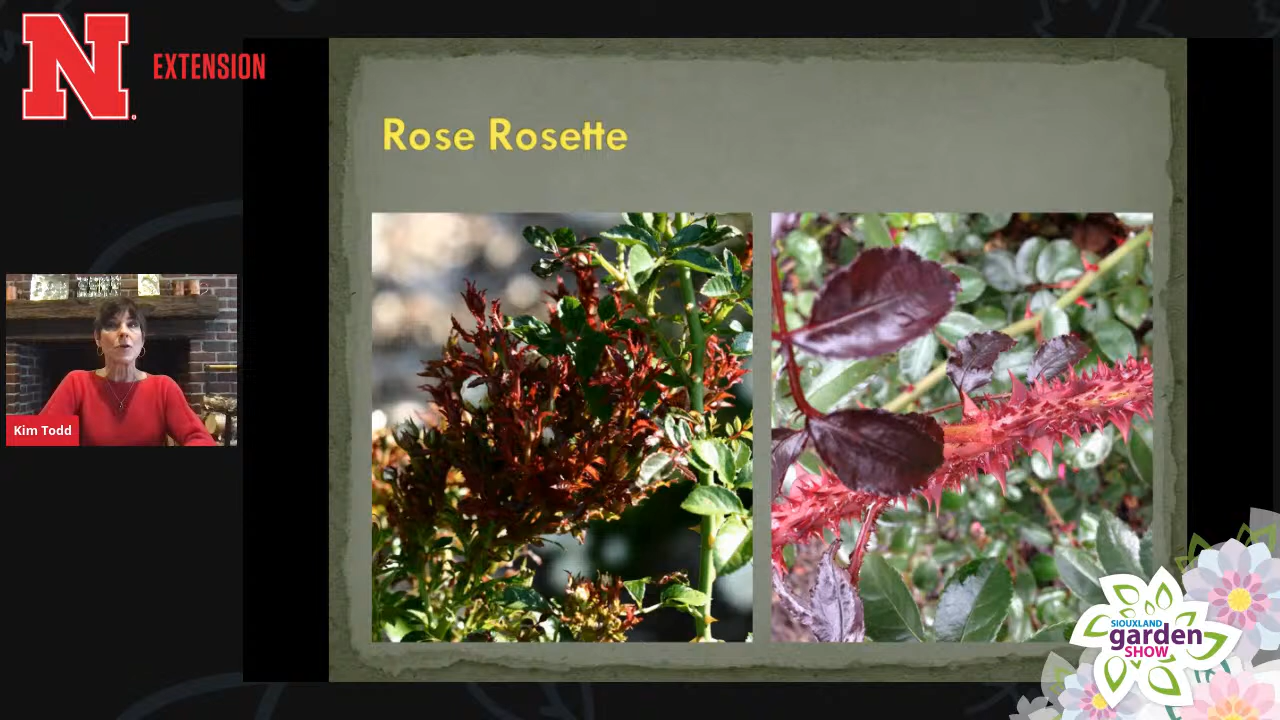 N
EXTENSION
Rose Rosette
Kim Todd
SIOUXLAND
garden
SHOW